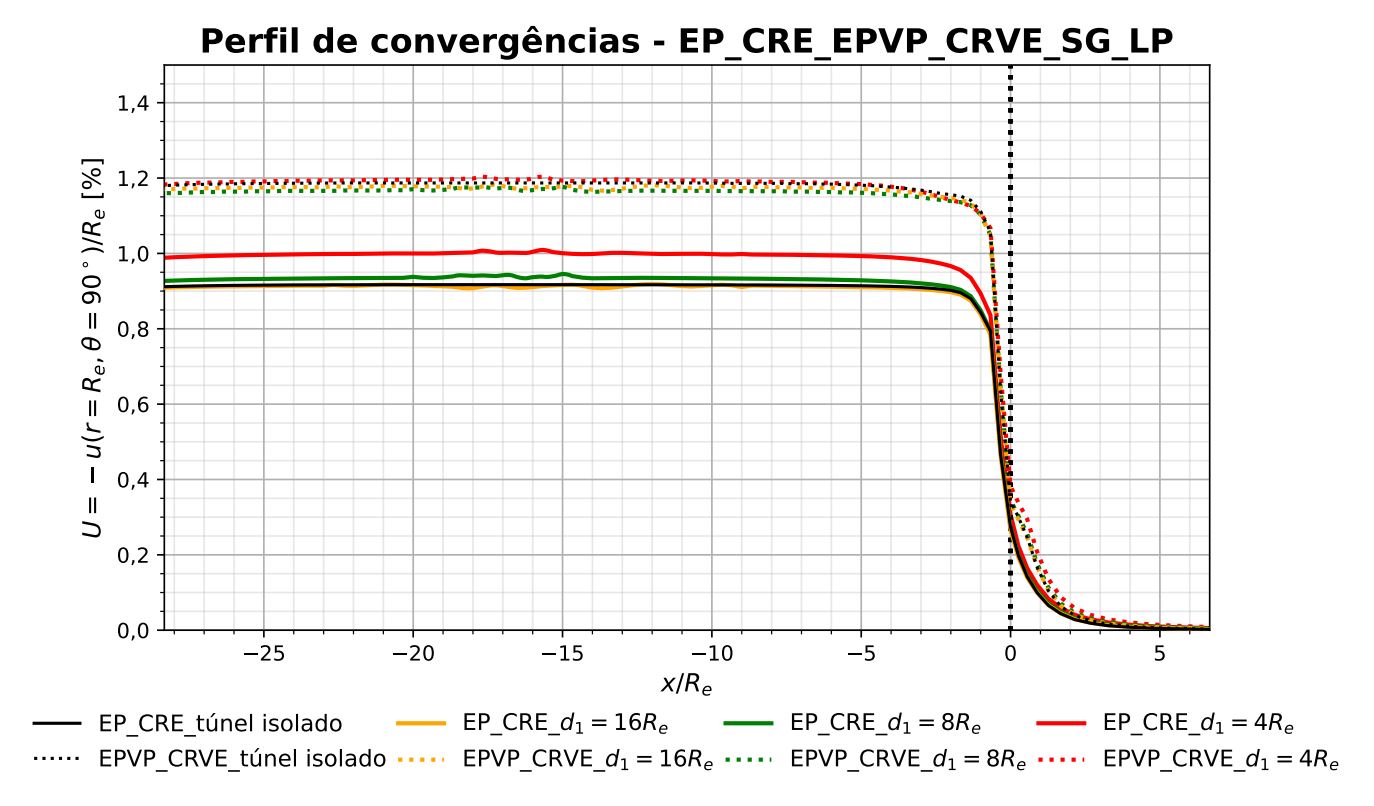 Perfil de convergências - EP_CRE_EPVP_CRVE_SG_LP
U = − u(r = Rₑ, θ = 90°)/Rₑ [%]
1,4
1,2
1,0
0,8
0,6
0,4
0,2
0,0
−25 −20 −15 −10 −5 0 5
x/Rₑ
EP_CRE_túnel isolado EP_CRE_d₁ = 16Rₑ EP_CRE_d₁ = 8Rₑ EP_CRE_d₁ = 4Rₑ
EPVP_CRVE_túnel isolado EPVP_CRVE_d₁ = 16Rₑ EPVP_CRVE_d₁ = 8Rₑ EPVP_CRVE_d₁ = 4Rₑ